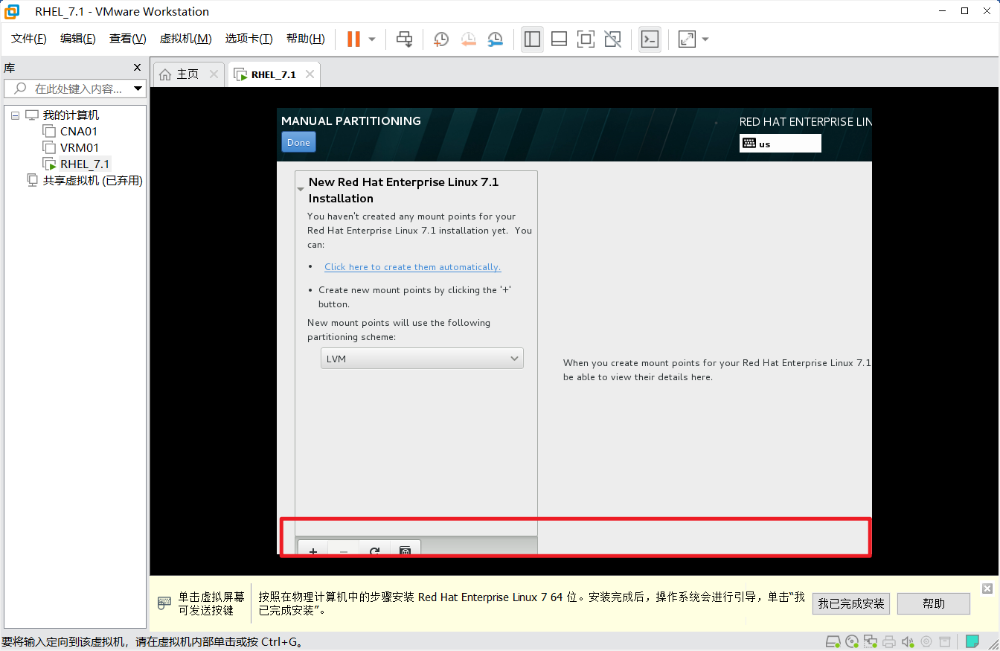 RHEL_7.1 - VMware Workstation
文件(F) 编辑(E) 查看(V) 虚拟机(M) 选项卡(T) 帮助(H)
库
在此处键入内容...
我的计算机
CNA01
VRM01
RHEL_7.1
共享虚拟机 (已弃用)
主页 RHEL_7.1
MANUAL PARTITIONING
Done
RED HAT ENTERPRISE LIN
us
New Red Hat Enterprise Linux 7.1
Installation
You haven't created any mount points for your
Red Hat Enterprise Linux 7.1 installation yet. You
can:
• Click here to create them automatically.
• Create new mount points by clicking the '+'
button.
New mount points will use the following
partitioning scheme:
LVM
When you create mount points for your Red Hat Enterprise Linux 7.1
be able to view their details here.
单击虚拟屏幕
可发送按键
按照在物理计算机中的步骤安装 Red Hat Enterprise Linux 7 64 位。安装完成后，操作系统会进行引导，单击“我
已完成安装”。
我已完成安装
帮助
要将输入定向到该虚拟机，请在虚拟机内部单击或按 Ctrl+G。